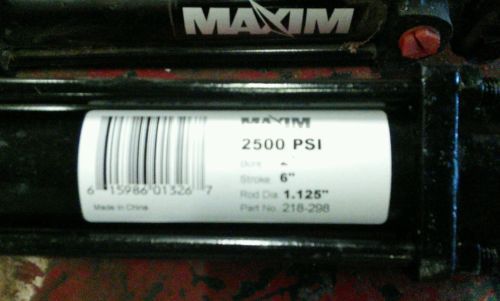 MAXIM
MAXIM
2500 PSI
Stroke 6"
Rod Dia 1.125"
Part No. 218-298
6 15986 01326 7
Made in China